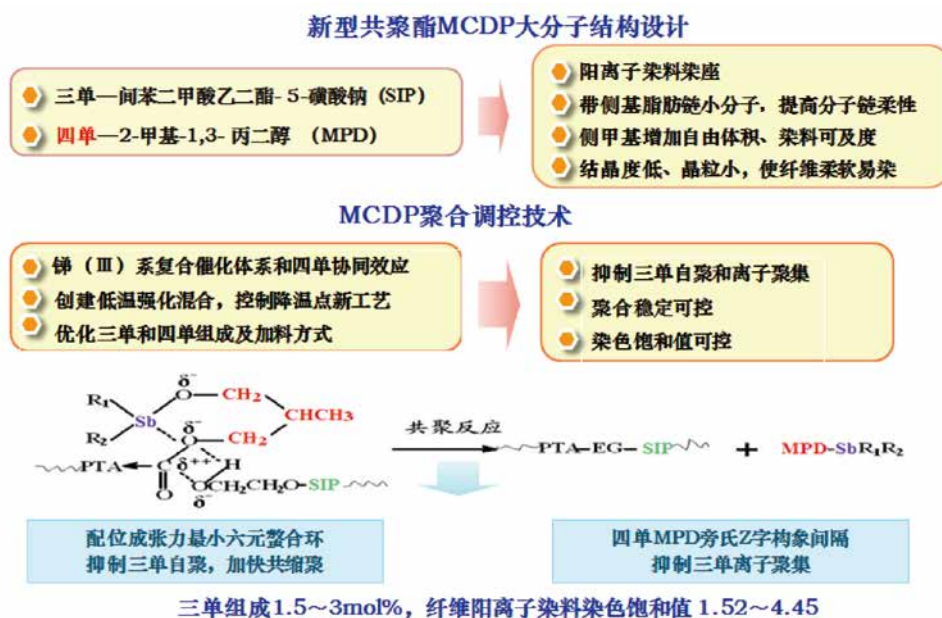 新型共聚酯MCDP大分子结构设计
三单—间苯二甲酸乙二酯-5-磺酸钠(SIP)
四单—2-甲基-1,3-丙二醇 （MPD）
阳离子染料染座
带侧基脂肪链小分子，提高分子链柔性
侧甲基增加自由体积、染料可及度
结晶度低、晶粒小，使纤维柔软易染
MCDP聚合调控技术
锑（III）系复合催化体系和四单协同效应
创建低温强化混合，控制降温点新工艺
优化三单和四单组成及加料方式
抑制三单自聚和离子聚集
聚合稳定可控
染色饱和值可控
δ⁻
R₁ O CH₂
Sb CHCH3
R₂ O CH₂
PTA C δ⁺⁺ H
O OCH₂CH₂O-SIP
δ⁻
共聚反应
PTA-EG-SIP + MPD-SbR₁R₂
配位成张力最小六元螯合环
抑制三单自聚，加快共缩聚
四单MPD旁氏Z字构象间隔
抑制三单离子聚集
三单组成1.5～3mol%，纤维阳离子染料染色饱和值 1.52～4.45